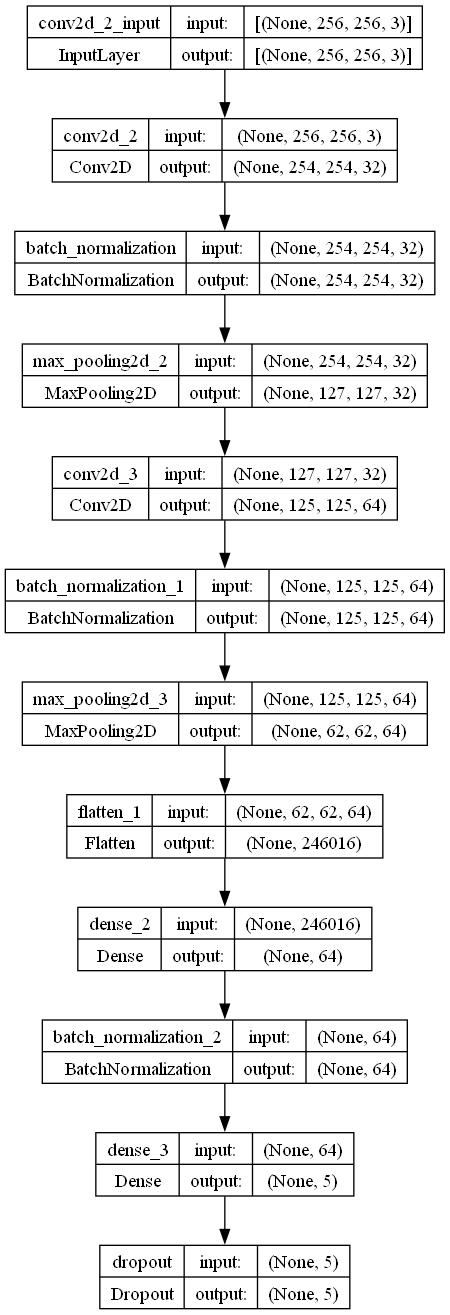 conv2d_2_input input: [(None, 256, 256, 3)]
InputLayer output: [(None, 256, 256, 3)]
conv2d_2 input: (None, 256, 256, 3)
Conv2D output: (None, 254, 254, 32)
batch_normalization input: (None, 254, 254, 32)
BatchNormalization output: (None, 254, 254, 32)
max_pooling2d_2 input: (None, 254, 254, 32)
MaxPooling2D output: (None, 127, 127, 32)
conv2d_3 input: (None, 127, 127, 32)
Conv2D output: (None, 125, 125, 64)
batch_normalization_1 input: (None, 125, 125, 64)
BatchNormalization output: (None, 125, 125, 64)
max_pooling2d_3 input: (None, 125, 125, 64)
MaxPooling2D output: (None, 62, 62, 64)
flatten_1 input: (None, 62, 62, 64)
Flatten output: (None, 246016)
dense_2 input: (None, 246016)
Dense output: (None, 64)
batch_normalization_2 input: (None, 64)
BatchNormalization output: (None, 64)
dense_3 input: (None, 64)
Dense output: (None, 5)
dropout input: (None, 5)
Dropout output: (None, 5)